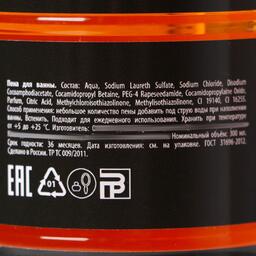 Пена для ванны. Состав: Aqua, Sodium Laureth Sulfate, Sodium Chloride, Disodium
Cocoamphodiacetate, Cocamidopropyl Betaine, PEG-4 Rapeseedamide, Cocamidopropylamine Oxide,
Parfum, Citric Acid, Methylchloroisothiazolinone, Methylisothiazolinone, CI 19140, CI 16255.
Способ применения: небольшое количество пены добавить под струю воды при наполнении
ванны. Вспенить. Подходит для ежедневного использования. Хранить при температуре
от +5 до +25 °С. Изготовитель:
Номинальный объём: 300 мл.
Срок годности: 36 месяцев. Дата изготовления: см. на упаковке. ГОСТ 31696-2012.
Сделано в России. ТР ТС 009/2011.
EAC 01